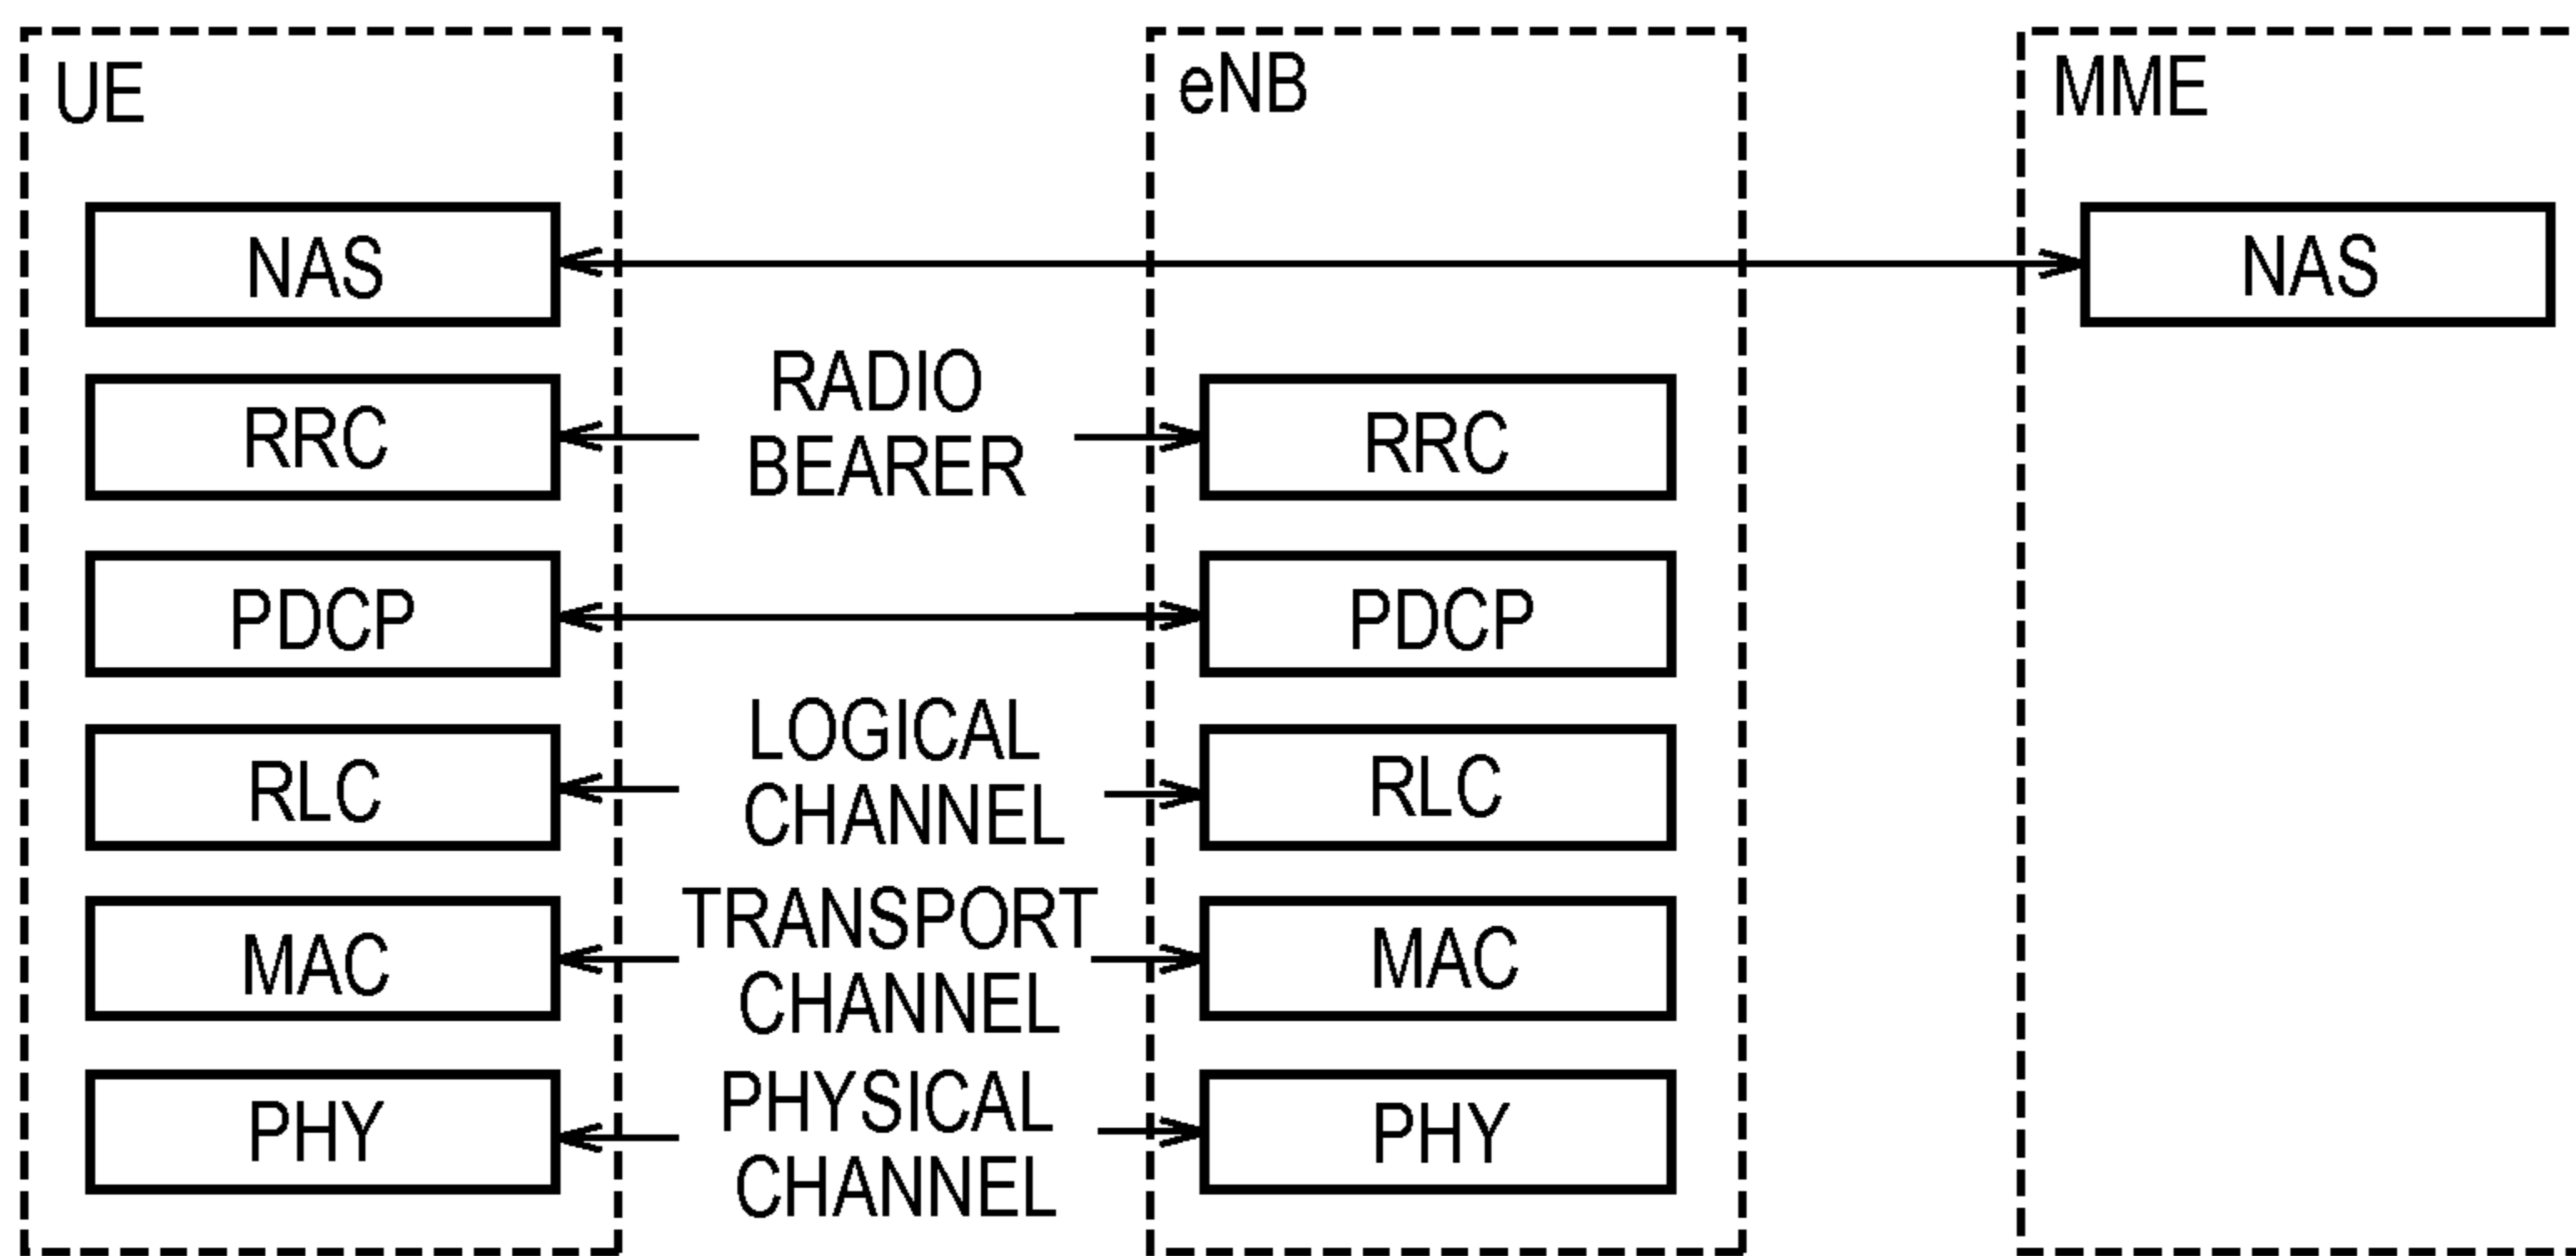 UE
eNB
MME
NAS
NAS
RRC
RADIO
BEARER
RRC
PDCP
PDCP
RLC
LOGICAL
CHANNEL
RLC
MAC
TRANSPORT
CHANNEL
MAC
PHY
PHYSICAL
CHANNEL
PHY